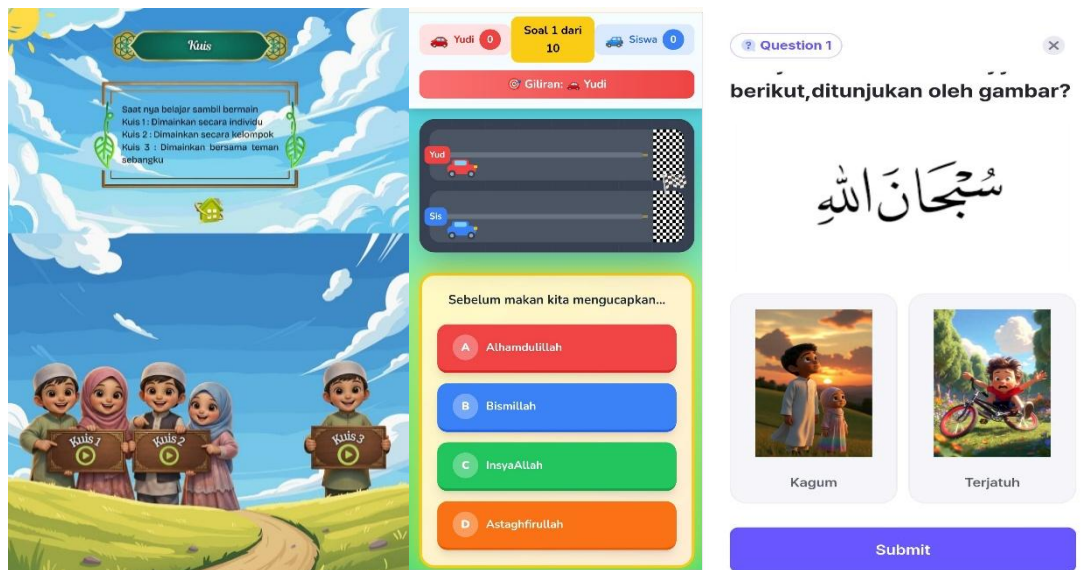 Kuis
Saat nya belajar sambil bermain
Kuis 1 : Dimainkan secara individu
Kuis 2 : Dimainkan secara kelompok
Kuis 3 : Dimainkan bersama teman
sebangku
Kuis 1
Kuis 2
Kuis 3
Yudi 0
Soal 1 dari
10
Siswa 0
Giliran: Yudi
Yud
Sis
Sebelum makan kita mengucapkan...
A Alhamdulillah
B Bismillah
C InsyaAllah
D Astaghfirullah
? Question 1
berikut,ditunjukan oleh gambar?
سُبْحَانَ اللهِ
Kagum
Terjatuh
Submit